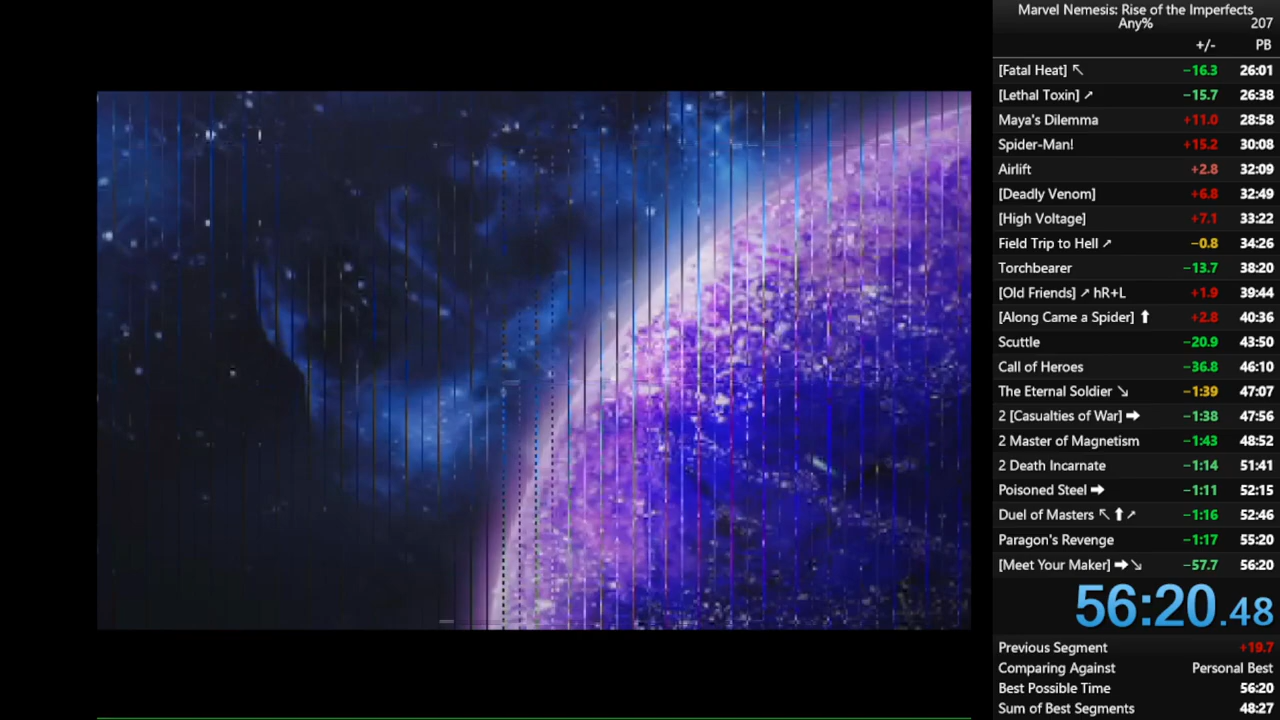 Marvel Nemesis: Rise of the Imperfects
Any% 207
+/- PB
[Fatal Heat] ↖ −16.3 26:01
[Lethal Toxin] ↗ −15.7 26:38
Maya's Dilemma +11.0 28:58
Spider-Man! +15.2 30:08
Airlift +2.8 32:09
[Deadly Venom] +6.8 32:49
[High Voltage] +7.1 33:22
Field Trip to Hell ↗ −0.8 34:26
Torchbearer −13.7 38:20
[Old Friends] ↗ hR+L +1.9 39:44
[Along Came a Spider] ⬆ +2.8 40:36
Scuttle −20.9 43:50
Call of Heroes −36.8 46:10
The Eternal Soldier ↘ −1:39 47:07
2 [Casualties of War] ➡ −1:38 47:56
2 Master of Magnetism −1:43 48:52
2 Death Incarnate −1:14 51:41
Poisoned Steel ➡ −1:11 52:15
Duel of Masters ↖⬆↗ −1:16 52:46
Paragon's Revenge −1:17 55:20
[Meet Your Maker] ➡↘ −57.7 56:20
56:20.48
Previous Segment +19.7
Comparing Against Personal Best
Best Possible Time 56:20
Sum of Best Segments 48:27